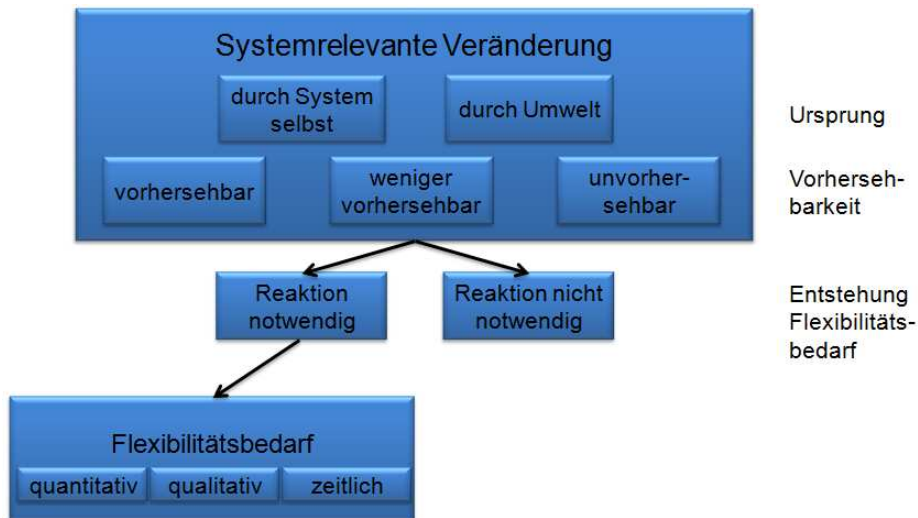 Systemrelevante Veränderung
durch System
selbst
durch Umwelt
Ursprung
vorhersehbar
weniger
vorhersehbar
unvorher-
sehbar
Vorherseh-
barkeit
Reaktion
notwendig
Reaktion nicht
notwendig
Entstehung
Flexibilitäts-
bedarf
Flexibilitätsbedarf
quantitativ
qualitativ
zeitlich